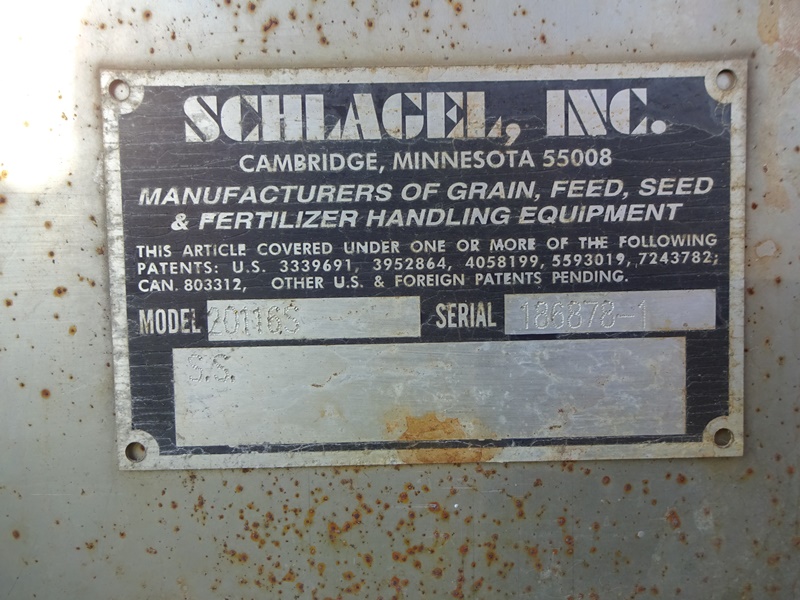 SCHLAGEL, INC.
CAMBRIDGE, MINNESOTA 55008
MANUFACTURERS OF GRAIN, FEED, SEED
& FERTILIZER HANDLING EQUIPMENT
THIS ARTICLE COVERED UNDER ONE OR MORE OF THE FOLLOWING
PATENTS: U.S. 3339691, 3952864, 4058199, 5593019, 7243782;
CAN. 803312, OTHER U.S. & FOREIGN PATENTS PENDING.
MODEL 20116S SERIAL 186878-1
S.S.